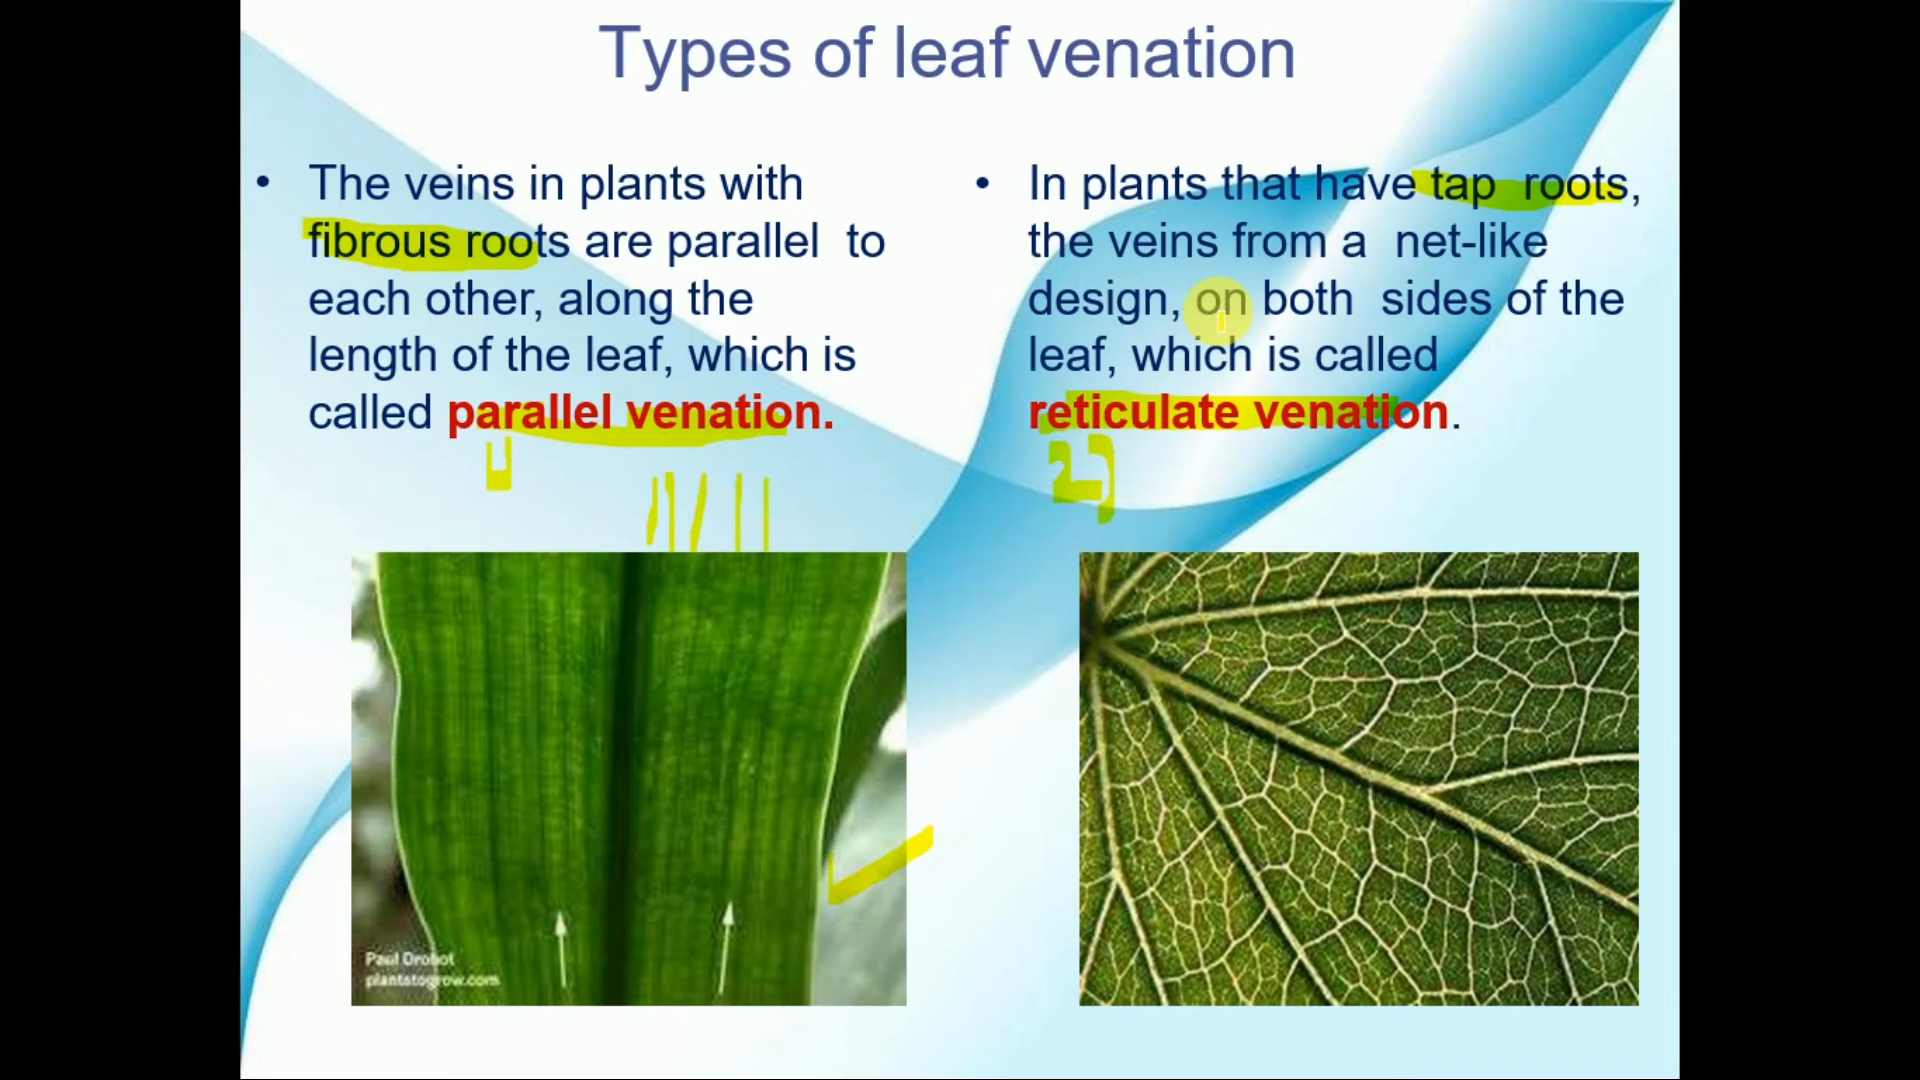 Types of leaf venation
• The veins in plants with
fibrous roots are parallel to
each other, along the
length of the leaf, which is
called parallel venation.
• In plants that have tap roots,
the veins from a net-like
design, on both sides of the
leaf, which is called
reticulate venation.
2)
Paul Drobot
plantstogrow.com